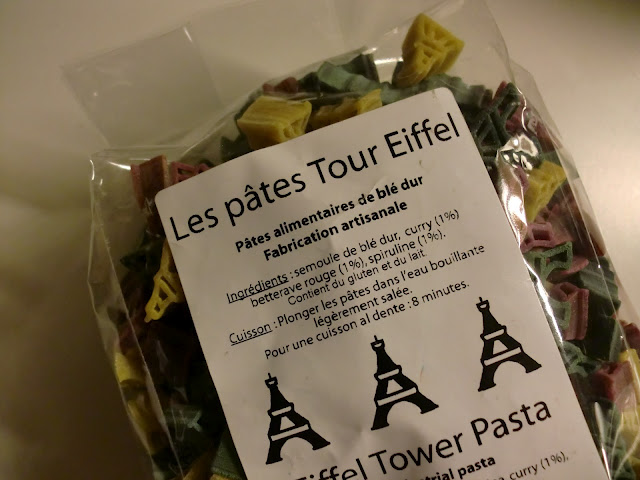 Les pâtes Tour Eiffel
Pâtes alimentaires de blé dur
Fabrication artisanale
Ingrédients : semoule de blé dur, curry (1%)
betterave rouge (1%), spiruline (1%).
Contient du gluten et du lait.
Cuisson : Plonger les pâtes dans l'eau bouillante
légèrement salée.
Pour une cuisson al dente : 8 minutes.
Eiffel Tower Pasta
pasta
curry (1%),